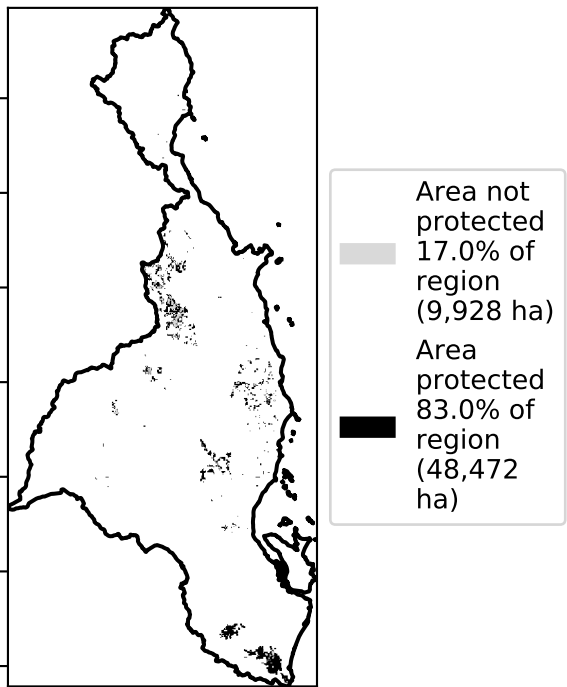 Area not
protected
17.0% of
region
(9,928 ha)
Area
protected
83.0% of
region
(48,472
ha)